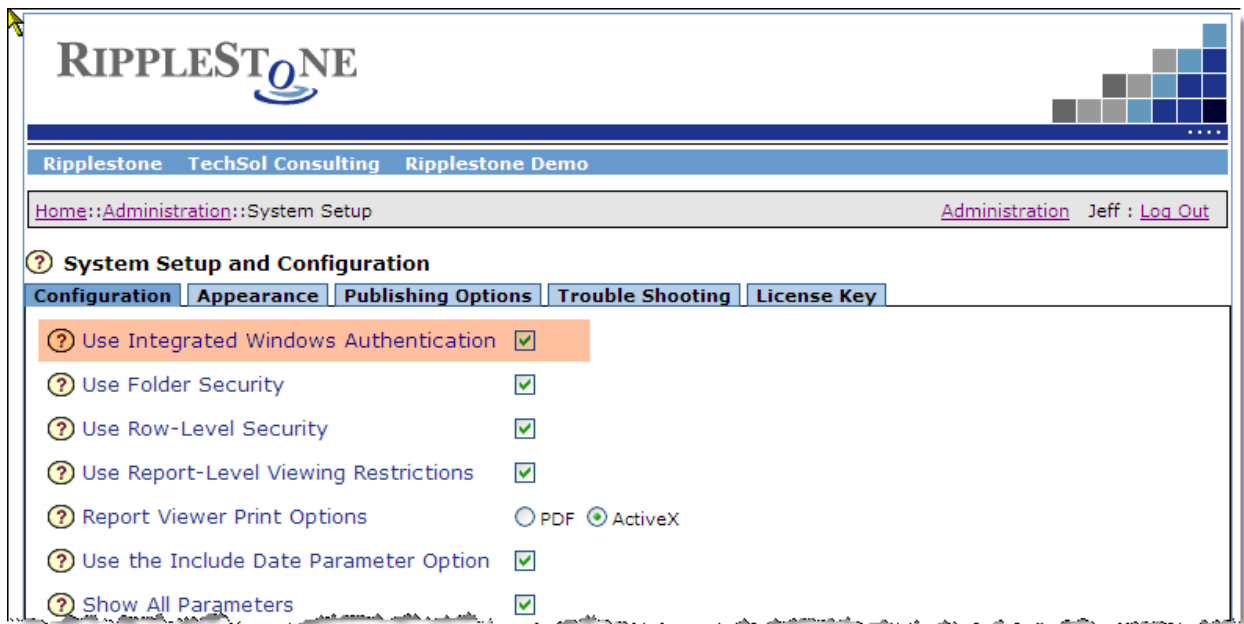 RIPPLESTONE
Ripplestone TechSol Consulting Ripplestone Demo
Home::Administration::System Setup Administration Jeff : Log Out
? System Setup and Configuration
Configuration Appearance Publishing Options Trouble Shooting License Key
? Use Integrated Windows Authentication
? Use Folder Security
? Use Row-Level Security
? Use Report-Level Viewing Restrictions
? Report Viewer Print Options PDF ActiveX
? Use the Include Date Parameter Option
? Show All Parameters